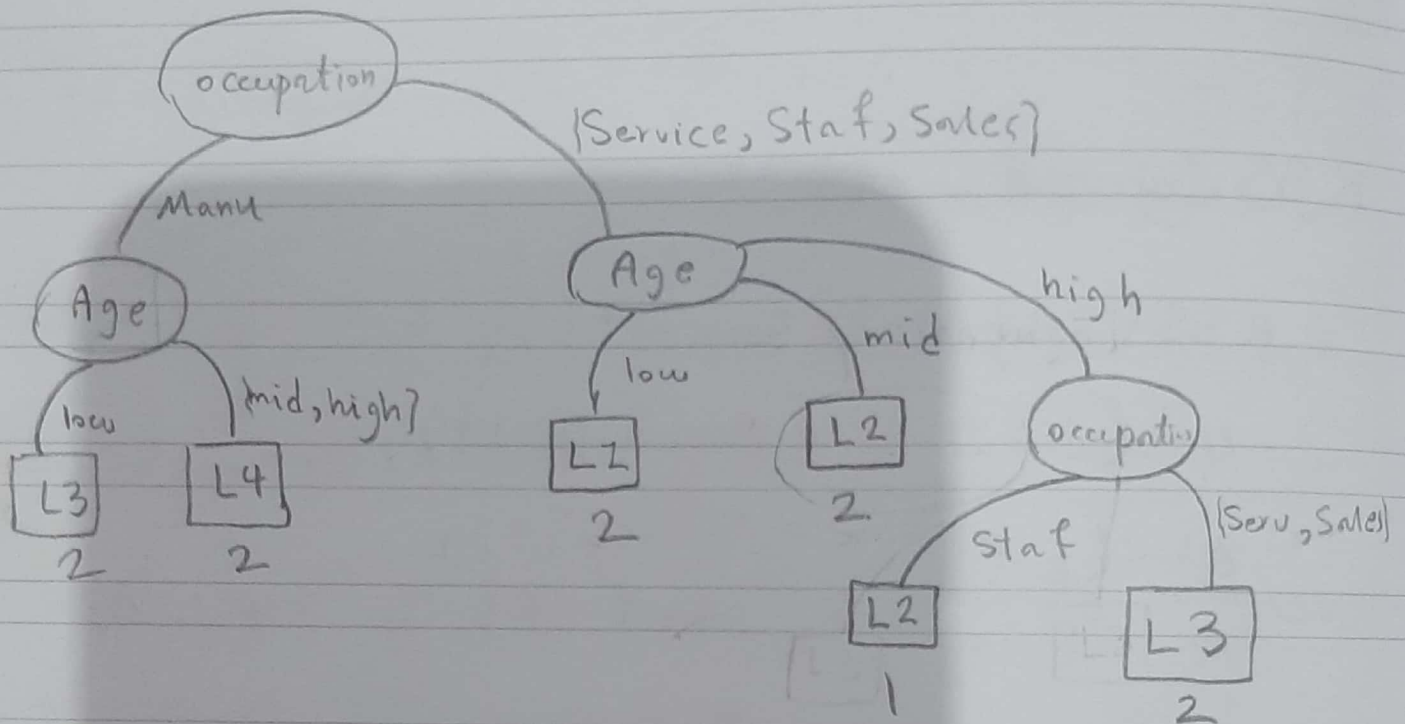 occupation
{Service, Staf, Sales}
Manu
Age
Age
high
mid
low
low
{mid, high}
L1
L2
occupation
L3
L4
2
2
2
2
Staf
{Serv, Sales}
L2
L3
1
2